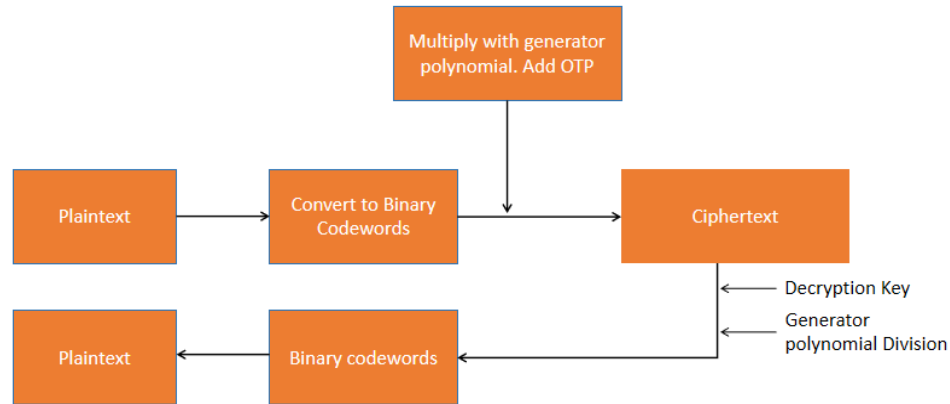 Multiply with generator
polynomial. Add OTP
Plaintext
Convert to Binary
Codewords
Ciphertext
Decryption Key
Generator
polynomial Division
Plaintext
Binary codewords